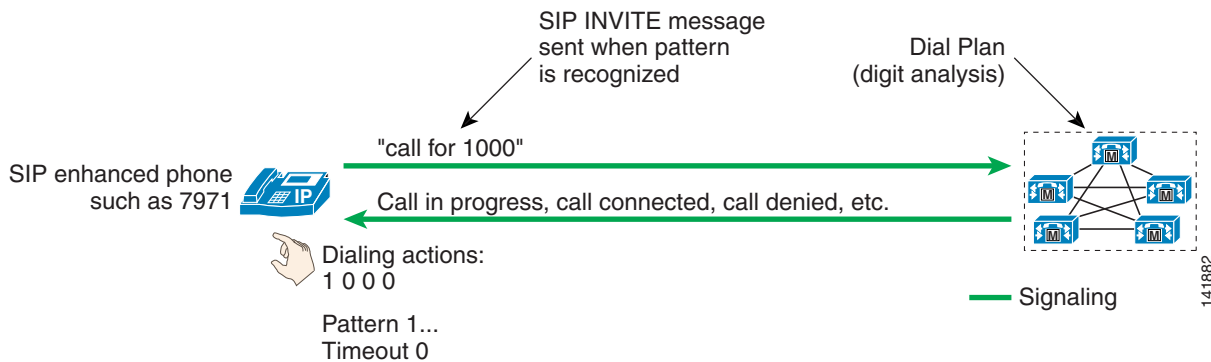 SIP INVITE message
sent when pattern
is recognized
Dial Plan
(digit analysis)
"call for 1000"
SIP enhanced phone
such as 7971
IP
Call in progress, call connected, call denied, etc.
M
M
M
M
M
Dialing actions:
1 0 0 0
Pattern 1...
Timeout 0
Signaling
141882